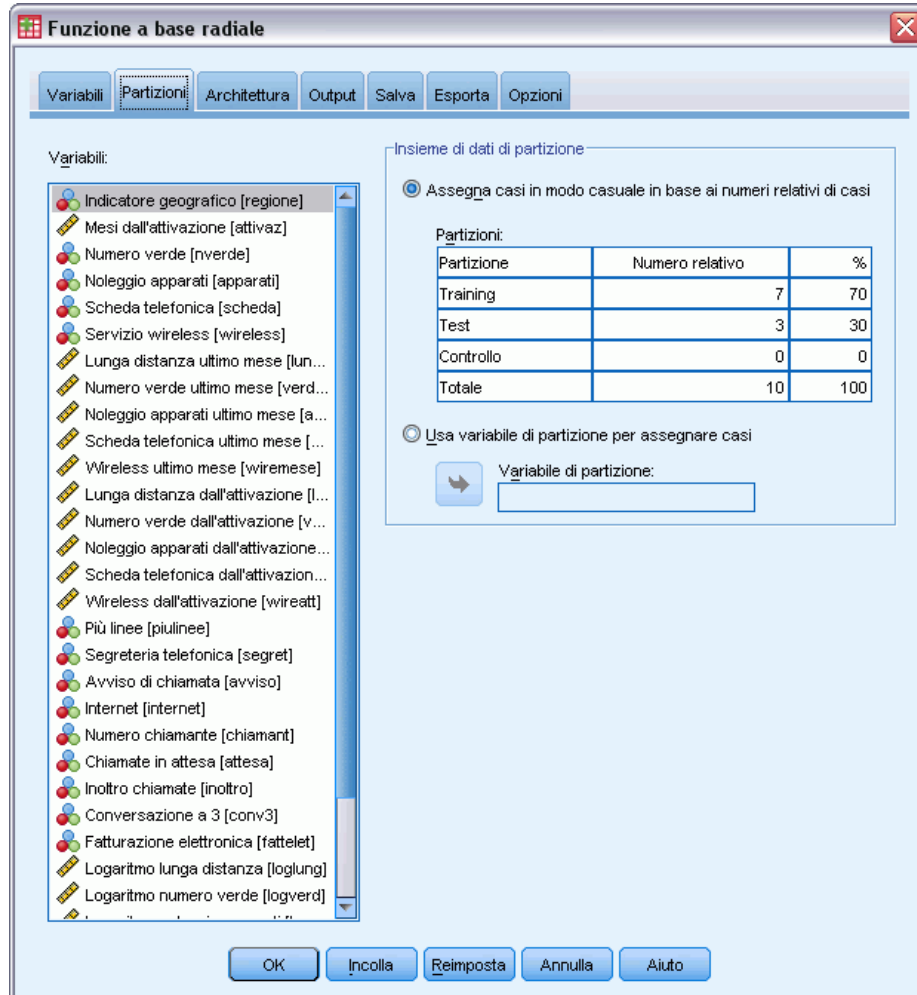 Funzione a base radiale
Variabili
Partizioni
Architettura
Output
Salva
Esporta
Opzioni
Variabili:
Indicatore geografico [regione]
Mesi dall'attivazione [attivaz]
Numero verde [nverde]
Noleggio apparati [apparati]
Scheda telefonica [scheda]
Servizio wireless [wireless]
Lunga distanza ultimo mese [lun...
Numero verde ultimo mese [verd...
Noleggio apparati ultimo mese [a...
Scheda telefonica ultimo mese [...
Wireless ultimo mese [wiremese]
Lunga distanza dall'attivazione [l...
Numero verde dall'attivazione [v...
Noleggio apparati dall'attivazione...
Scheda telefonica dall'attivazion...
Wireless dall'attivazione [wireatt]
Più linee [piulinee]
Segreteria telefonica [segret]
Avviso di chiamata [avviso]
Internet [internet]
Numero chiamante [chiamant]
Chiamate in attesa [attesa]
Inoltro chiamate [inoltro]
Conversazione a 3 [conv3]
Fatturazione elettronica [fattelet]
Logaritmo lunga distanza [loglung]
Logaritmo numero verde [logverd]
Insieme di dati di partizione
Assegna casi in modo casuale in base ai numeri relativi di casi
Partizioni:
Partizione Numero relativo %
Training 7 70
Test 3 30
Controllo 0 0
Totale 10 100
Usa variabile di partizione per assegnare casi
Variabile di partizione:
OK
Incolla
Reimposta
Annulla
Aiuto